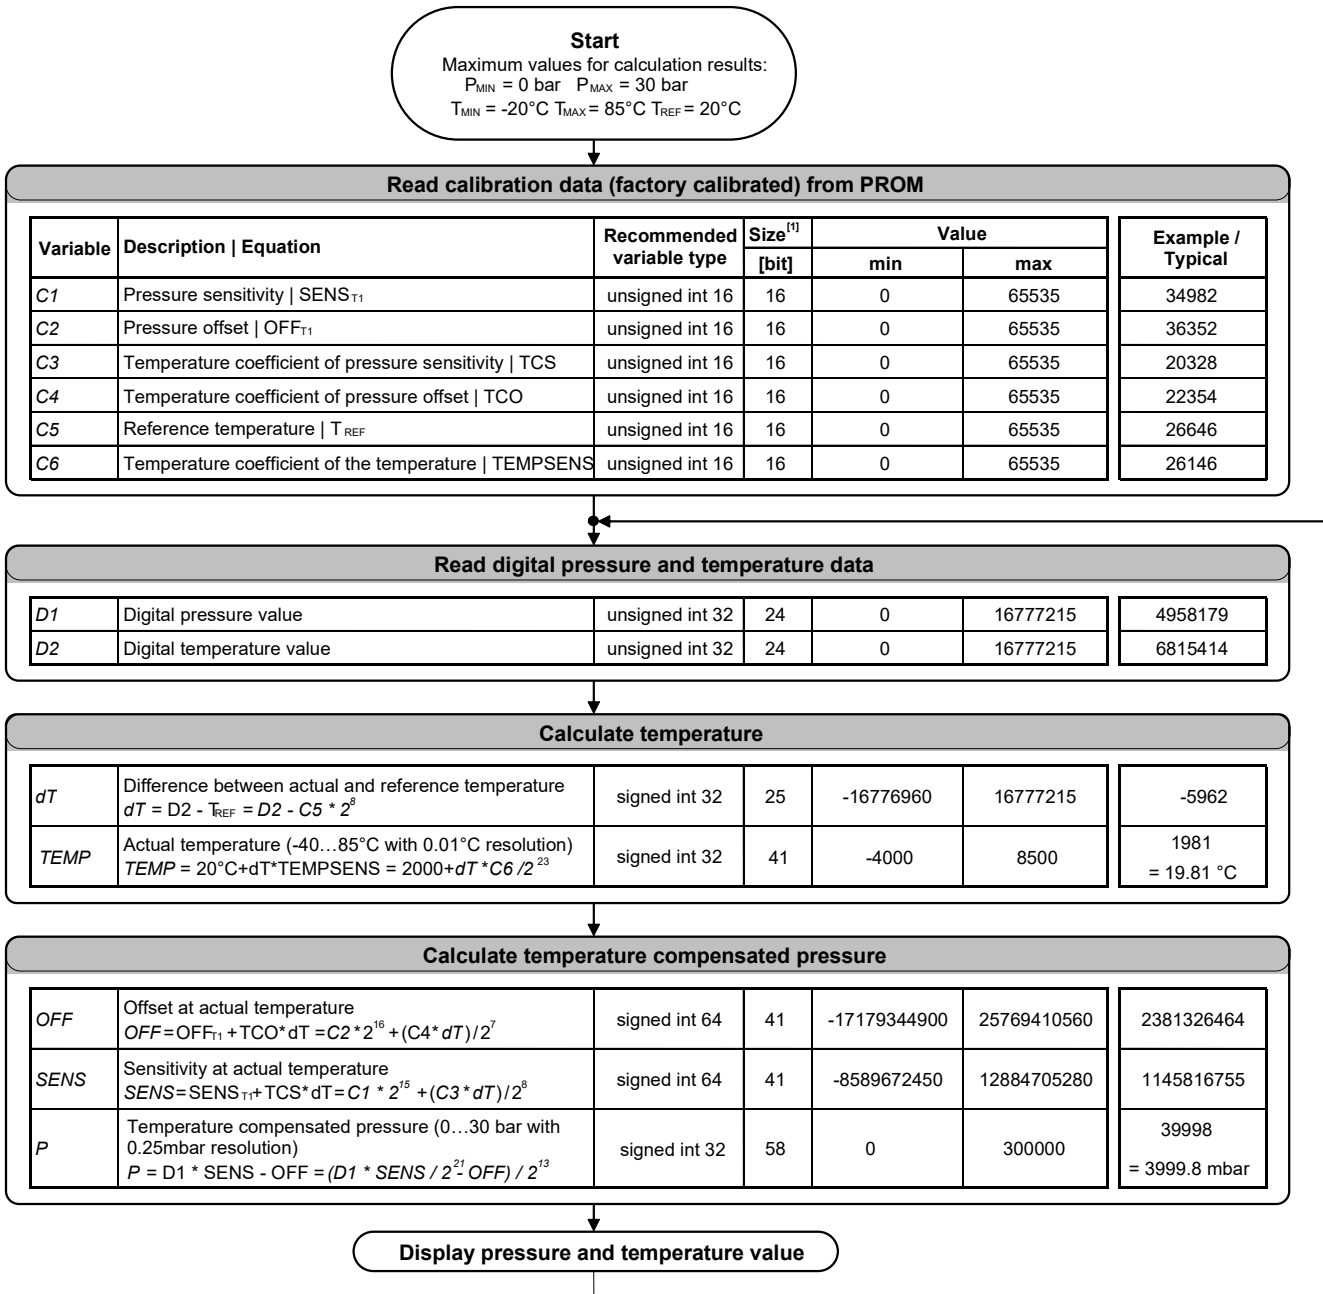 Start
Maximum values for calculation results:
PMIN = 0 bar PMAX = 30 bar
TMIN = -20°C TMAX = 85°C TREF = 20°C
Read calibration data (factory calibrated) from PROM
Variable Description | Equation Recommended variable type Size[1] [bit] Value min max Example / Typical
C1 Pressure sensitivity | SENST1 unsigned int 16 16 0 65535 34982
C2 Pressure offset | OFFT1 unsigned int 16 16 0 65535 36352
C3 Temperature coefficient of pressure sensitivity | TCS unsigned int 16 16 0 65535 20328
C4 Temperature coefficient of pressure offset | TCO unsigned int 16 16 0 65535 22354
C5 Reference temperature | TREF unsigned int 16 16 0 65535 26646
C6 Temperature coefficient of the temperature | TEMPSENS unsigned int 16 16 0 65535 26146
Read digital pressure and temperature data
D1 Digital pressure value unsigned int 32 24 0 16777215 4958179
D2 Digital temperature value unsigned int 32 24 0 16777215 6815414
Calculate temperature
Difference between actual and reference temperature
dT signed int 32 25 -16776960 16777215 -5962
dT = D2 - TREF = D2 - C5 * 2^8
Actual temperature (-40…85°C with 0.01°C resolution)
TEMP signed int 32 41 -4000 8500 1981
TEMP = 20°C+dT*TEMPSENS = 2000+dT*C6/2^23
= 19.81 °C
Calculate temperature compensated pressure
Offset at actual temperature
OFF signed int 64 41 -17179344900 25769410560 2381326464
OFF=OFFT1+TCO*dT=C2*2^16+(C4*dT)/2^7
Sensitivity at actual temperature
SENS signed int 64 41 -8589672450 12884705280 1145816755
SENS=SENST1+TCS*dT=C1*2^15+(C3*dT)/2^8
Temperature compensated pressure (0…30 bar with
0.25mbar resolution)
P signed int 32 58 0 300000 39998
P = D1 * SENS - OFF = (D1 * SENS / 2^21 - OFF) / 2^13
= 3999.8 mbar
Display pressure and temperature value